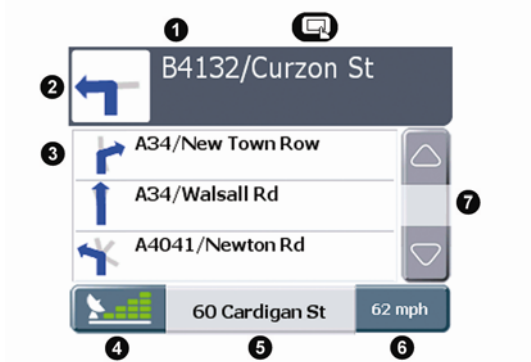 1
B4132/Curzon St
2
3
A34/New Town Row
A34/Walsall Rd
7
A4041/Newton Rd
60 Cardigan St
62 mph
4
5
6